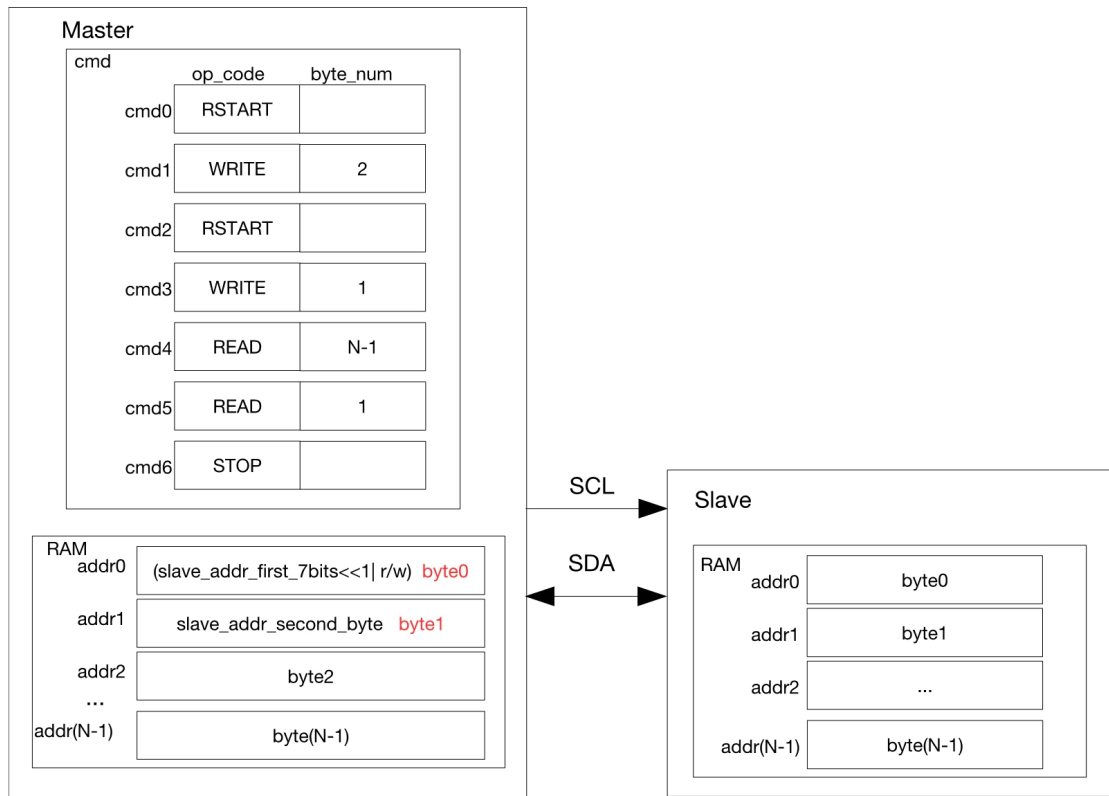 Master
cmd
op_code byte_num
cmd0 RSTART
cmd1 WRITE 2
cmd2 RSTART
cmd3 WRITE 1
cmd4 READ N-1
cmd5 READ 1
cmd6 STOP
RAM
addr0 (slave_addr_first_7bits<<1| r/w) byte0
addr1 slave_addr_second_byte byte1
addr2 byte2
...
addr(N-1) byte(N-1)
SCL
SDA
Slave
RAM
addr0 byte0
addr1 byte1
addr2 ...
addr(N-1) byte(N-1)